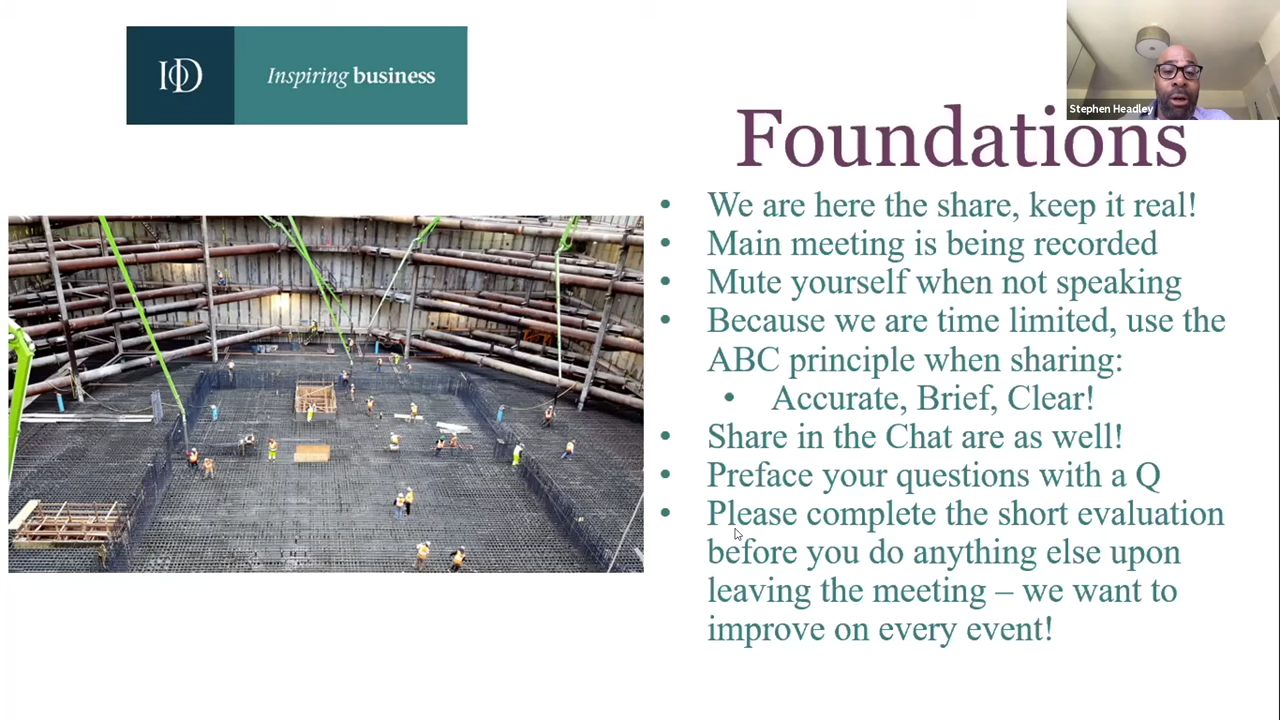 IOD
Inspiring business
Stephen Headley
Foundations
• We are here the share, keep it real!
• Main meeting is being recorded
• Mute yourself when not speaking
• Because we are time limited, use the
ABC principle when sharing:
• Accurate, Brief, Clear!
• Share in the Chat are as well!
• Preface your questions with a Q
• Please complete the short evaluation
before you do anything else upon
leaving the meeting – we want to
improve on every event!